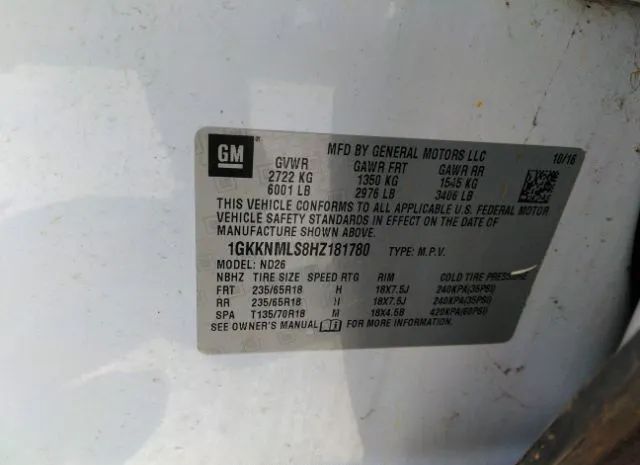 GM
MFD BY GENERAL MOTORS LLC 10/16
GVWR GAWR FRT GAWR RR
2722 KG 1350 KG 1545 KG
6001 LB 2976 LB 3406 LB
THIS VEHICLE CONFORMS TO ALL APPLICABLE U.S. FEDERAL MOTOR
VEHICLE SAFETY STANDARDS IN EFFECT ON THE DATE OF
MANUFACTURE SHOWN ABOVE.
1GKKNMLS8HZ181780 TYPE: M.P.V.
MODEL: ND26
NBHZ TIRE SIZE SPEED RTG RIM COLD TIRE PRESSURE
FRT 235/65R18 H 18X7.5J 240KPA(35PSI)
RR 235/65R18 H 18X7.5J 240KPA(35PSI)
SPA T135/70R18 M 18X4.5B 420KPA(60PSI)
SEE OWNER'S MANUAL FOR MORE INFORMATION.